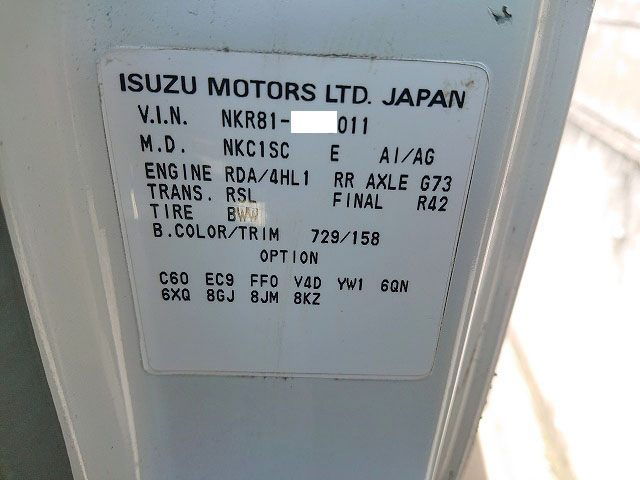 ISUZU MOTORS LTD. JAPAN
V.I.N. NKR81- 011
M.D. NKC1SC E AI/AG
ENGINE RDA/4HL1 RR AXLE G73
TRANS. RSL FINAL R42
TIRE BWW
B.COLOR/TRIM 729/158
OPTION
C60 EC9 FF0 V4D YW1 6QN
6XQ 8GJ 8JM 8KZ